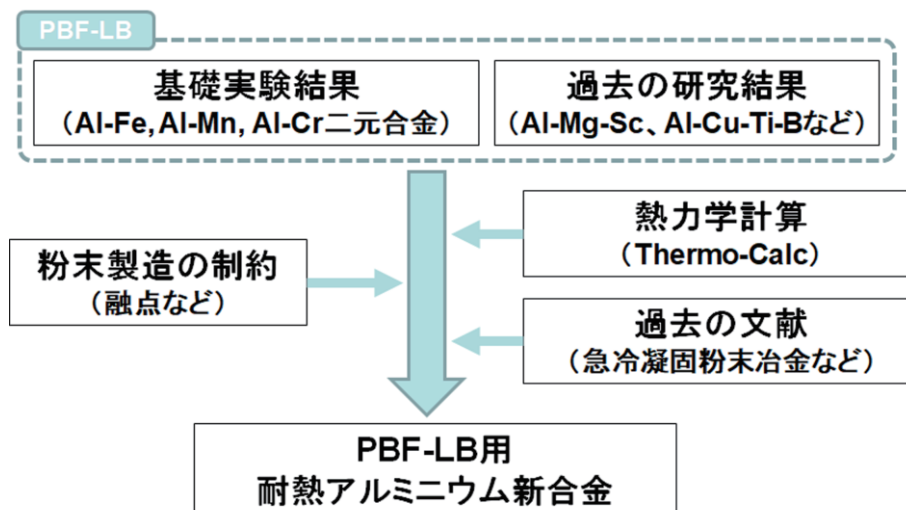 PBF-LB
基礎実験結果
（Al-Fe, Al-Mn, Al-Cr二元合金）
過去の研究結果
（Al-Mg-Sc、Al-Cu-Ti-Bなど）
熱力学計算
（Thermo-Calc）
粉末製造の制約
（融点など）
過去の文献
（急冷凝固粉末冶金など）
PBF-LB用
耐熱アルミニウム新合金